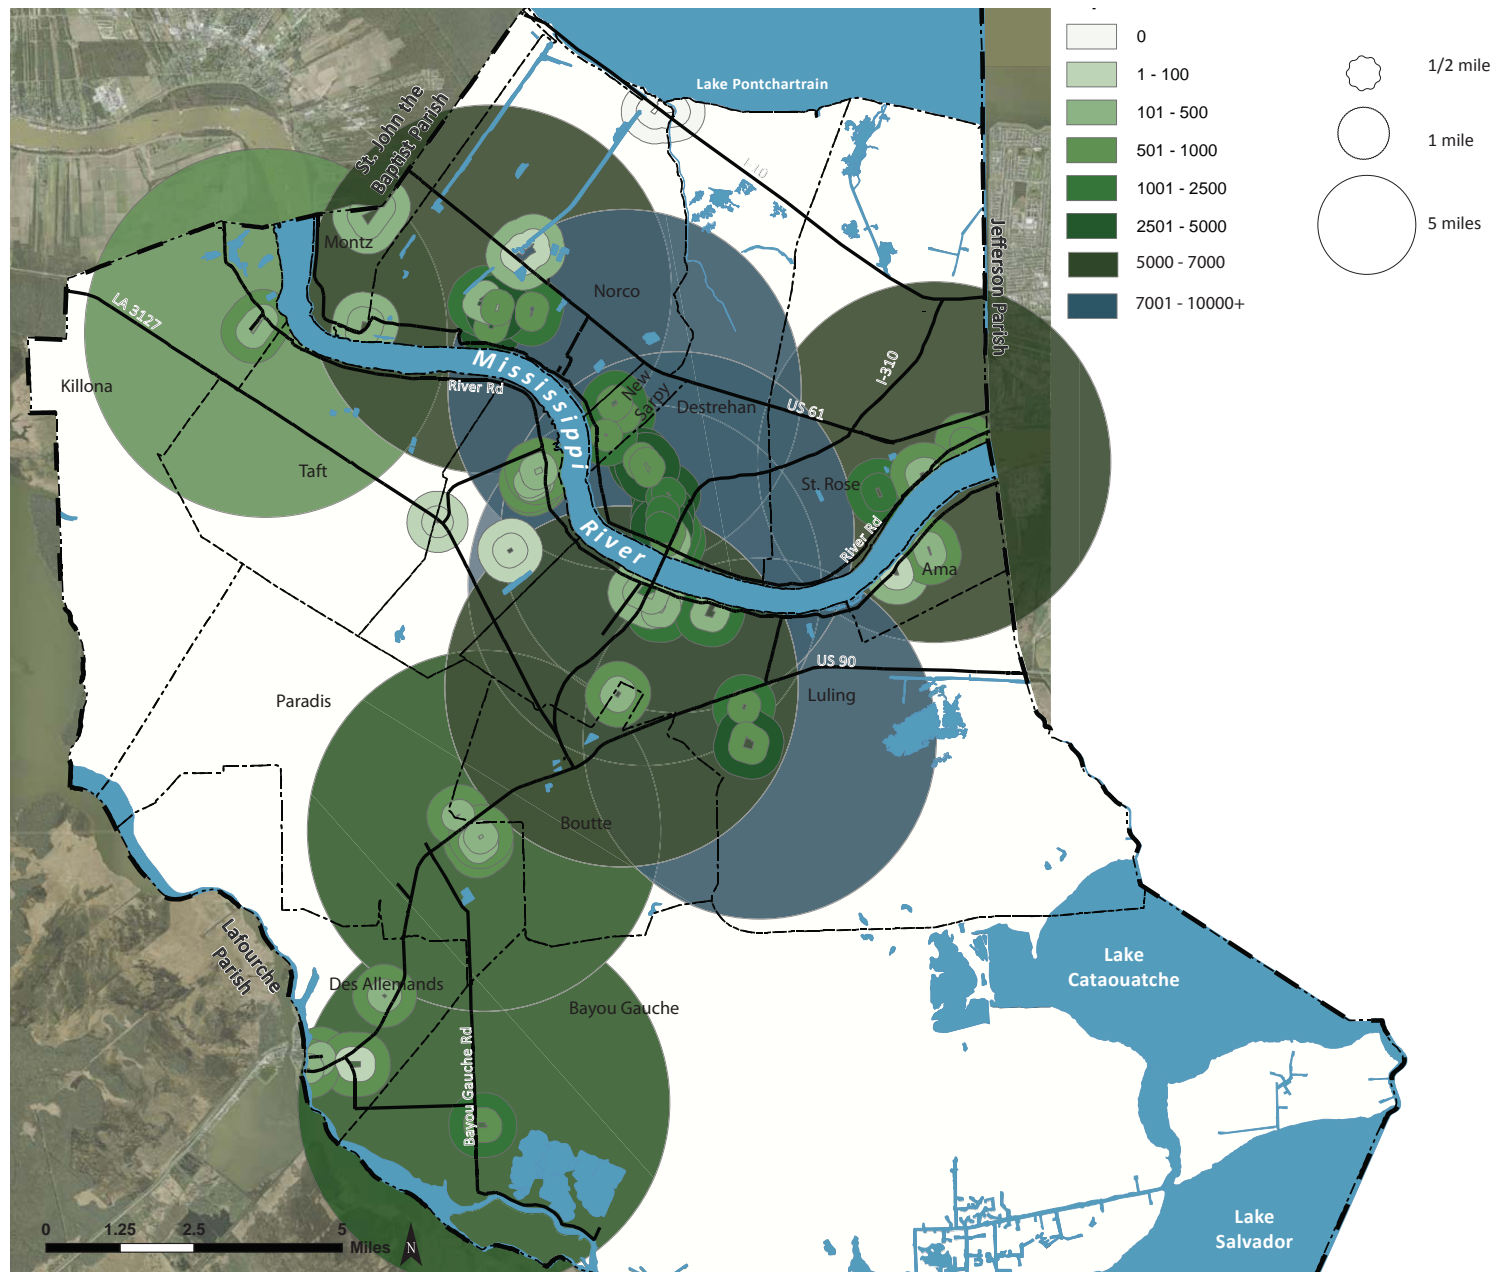 0
1 - 100
101 - 500
501 - 1000
1001 - 2500
2501 - 5000
5000 - 7000
7001 - 10000+
1/2 mile
1 mile
5 miles
Lake Pontchartrain
St. John the
Baptist Parish
I-10
Jefferson Parish
Montz
Norco
LA 3127
Killona
Mississippi
River
River Rd
New
Sarpy
Destrehan
US 61
I-310
Taft
St. Rose
River Rd
Ama
US 90
Luling
Paradis
Boutte
Lafourche
Parish
Des Allemands
Bayou Gauche
Bayou Gauche Rd
Lake
Cataouatche
Lake
Salvador
0
1.25
2.5
5
Miles
N